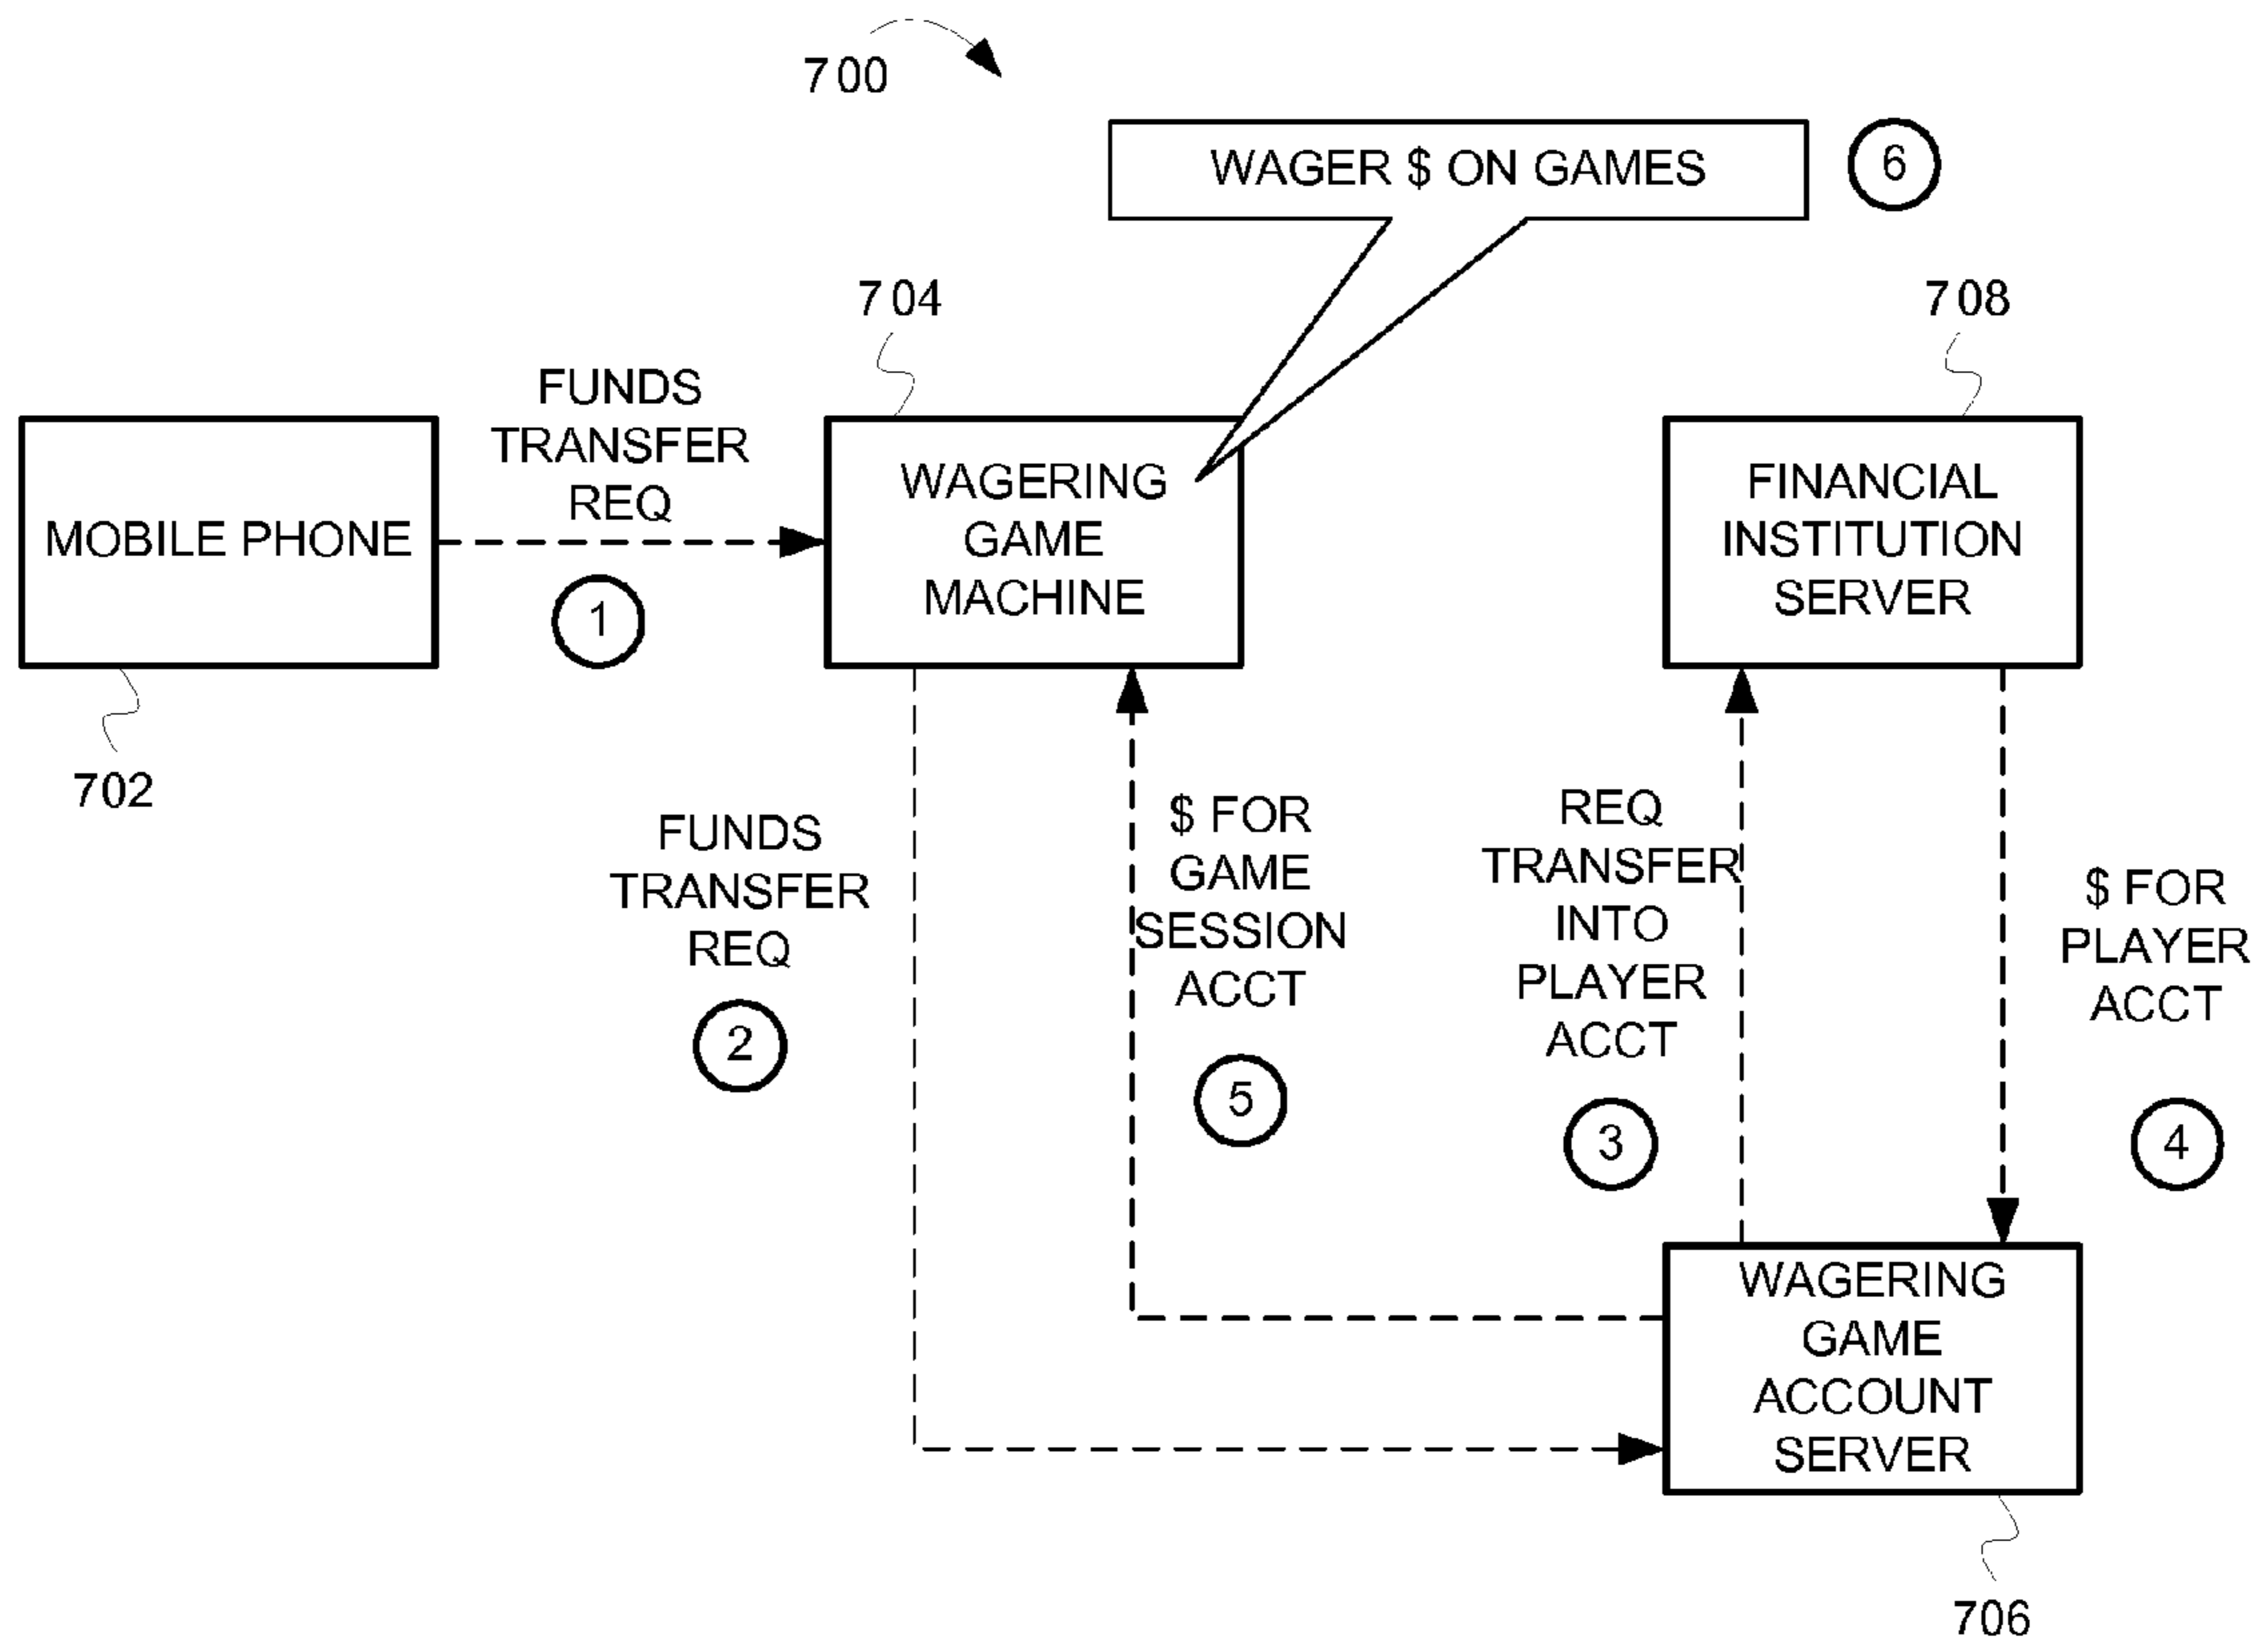 700
WAGER $ ON GAMES
6
704
708
FUNDS
TRANSFER
REQ
MOBILE PHONE
1
WAGERING
GAME
MACHINE
FINANCIAL
INSTITUTION
SERVER
702
FUNDS
TRANSFER
REQ
2
$ FOR
GAME
SESSION
ACCT
5
REQ
TRANSFER
INTO
PLAYER
ACCT
3
$ FOR
PLAYER
ACCT
4
WAGERING
GAME
ACCOUNT
SERVER
706